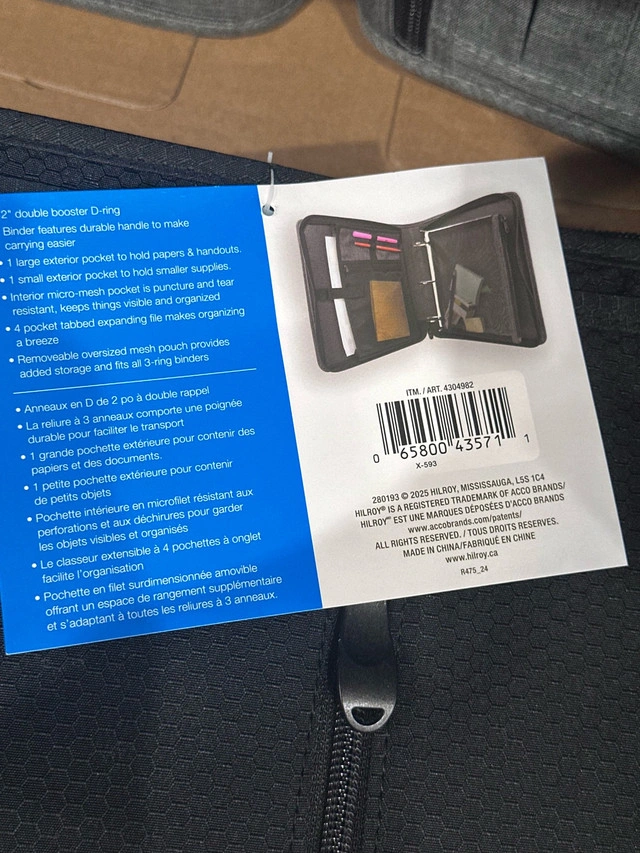 2" double booster D-ring
Binder features durable handle to make
carrying easier
• 1 large exterior pocket to hold papers & handouts.
• 1 small exterior pocket to hold smaller supplies.
• Interior micro-mesh pocket is puncture and tear
resistant, keeps things visible and organized
• 4 pocket tabbed expanding file makes organizing
a breeze
• Removeable oversized mesh pouch provides
added storage and fits all 3-ring binders
• Anneaux en D de 2 po à double rappel
• La reliure à 3 anneaux comporte une poignée
durable pour faciliter le transport
• 1 grande pochette extérieure pour contenir des
papiers et des documents.
• 1 petite pochette extérieure pour contenir
de petits objets
• Pochette intérieure en microfilet résistant aux
perforations et aux déchirures pour garder
les objets visibles et organisés
• Le classeur extensible à 4 pochettes à onglet
facilite l'organisation
• Pochette en filet surdimensionnée amovible
offrant un espace de rangement supplémentaire
et s'adaptant à toutes les reliures à 3 anneaux.
ITM. / ART. 4304982
0 65800 43571 1
X-593
280193 © 2025 HILROY, MISSISSAUGA, L5S 1C4
HILROY® IS A REGISTERED TRADEMARK OF ACCO BRANDS/
HILROY® EST UNE MARQUES DÉPOSÉES D'ACCO BRANDS/
www.accobrands.com/patents/
ALL RIGHTS RESERVED. / TOUS DROITS RESERVES.
MADE IN CHINA/FABRIQUÉ EN CHINE
www.hilroy.ca
R475_24